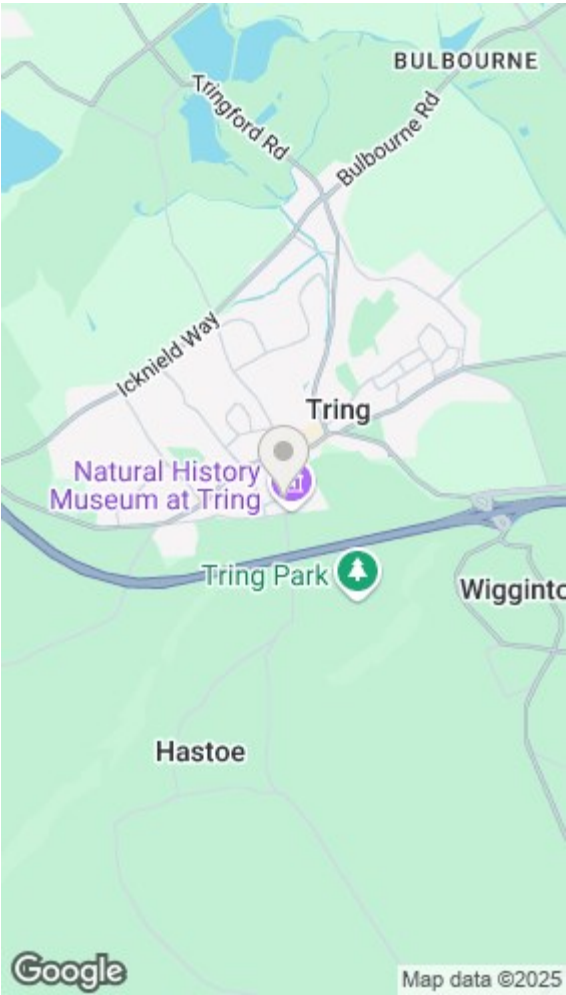 BULBOURNE
Tringford Rd
Bulbourne Rd
Icknield Way
Tring
Natural History
Museum at Tring
Tring Park
Wigginto
Hastoe
Google
Map data ©2025